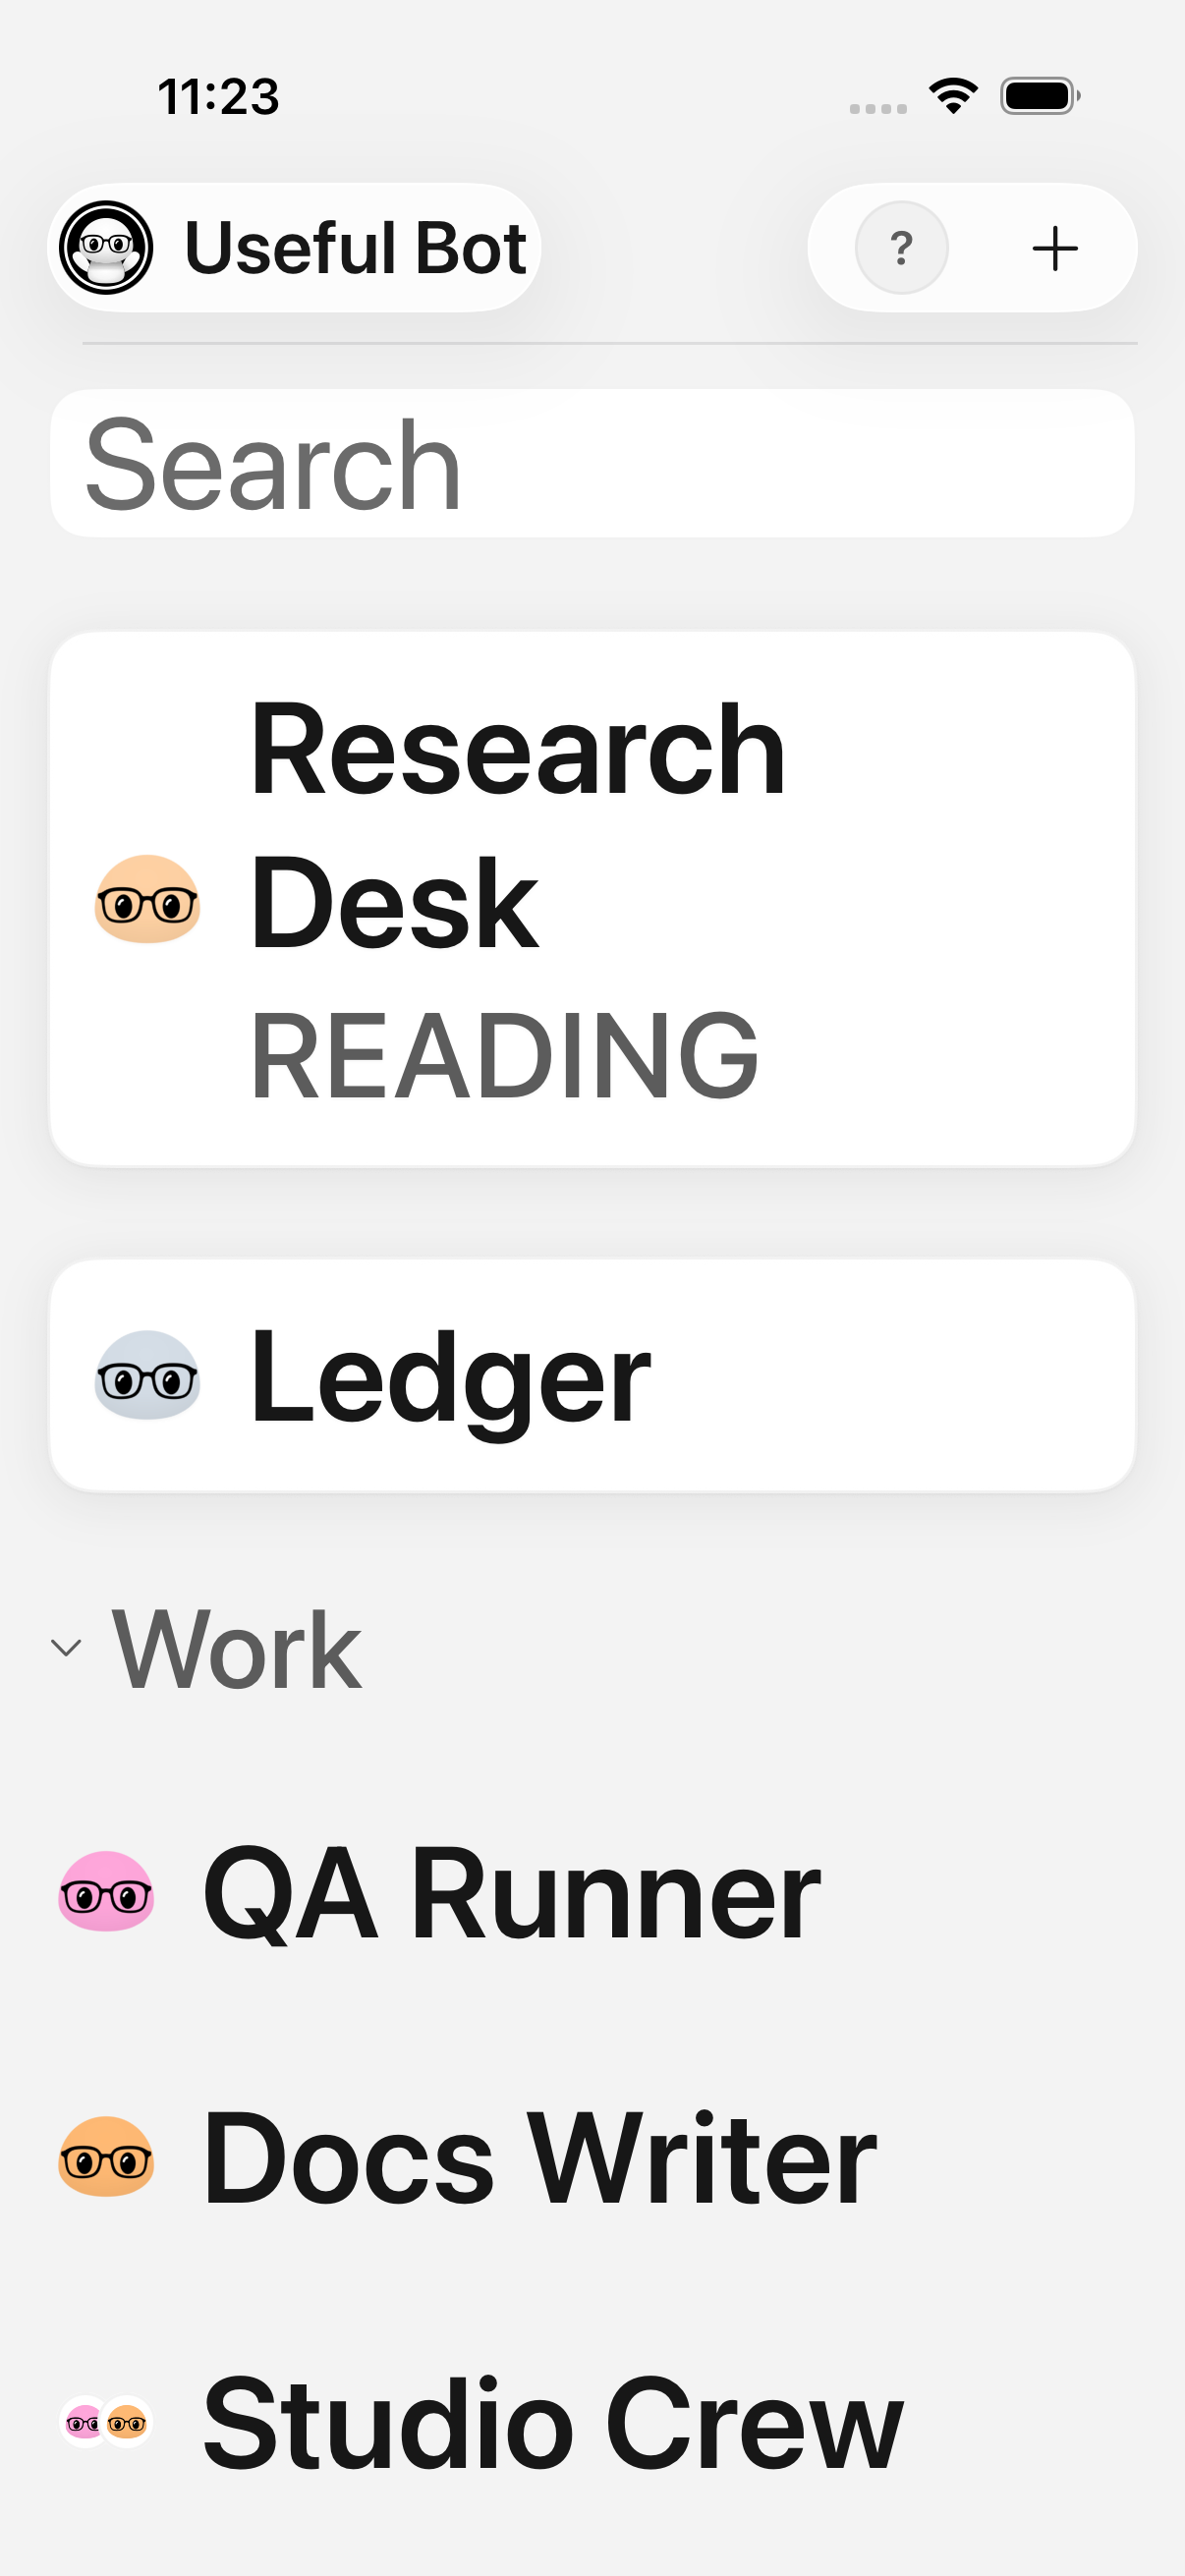 11:23
Useful Bot
?
Search
Research
Desk
READING
Ledger
Work
QA Runner
Docs Writer
Studio Crew